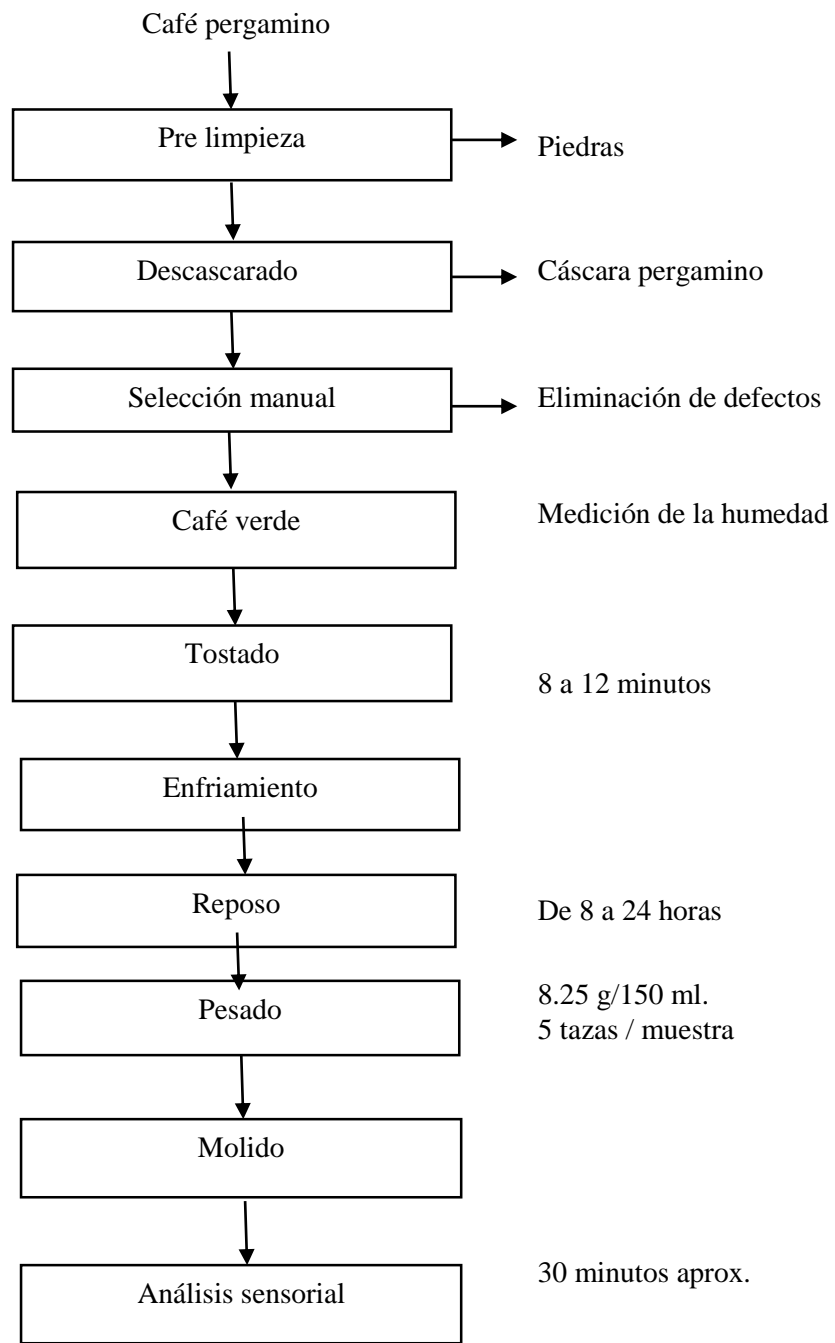 Café pergamino
Pre limpieza
Piedras
Descascarado
Cáscara pergamino
Selección manual
Eliminación de defectos
Café verde
Medición de la humedad
Tostado
8 a 12 minutos
Enfriamiento
Reposo
De 8 a 24 horas
Pesado
8.25 g/150 ml.
5 tazas / muestra
Molido
Análisis sensorial
30 minutos aprox.